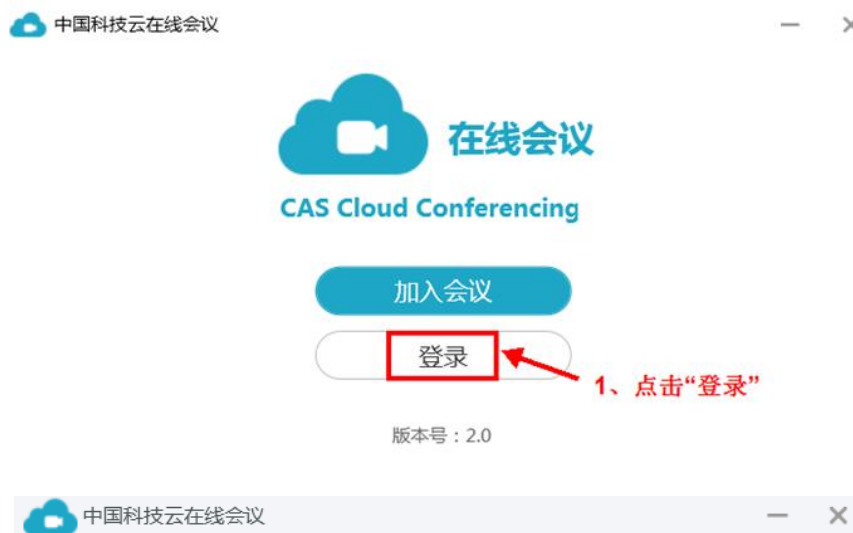 中国科技云在线会议
在线会议
CAS Cloud Conferencing
加入会议
登录
1、点击“登录”
版本号：2.0
中国科技云在线会议